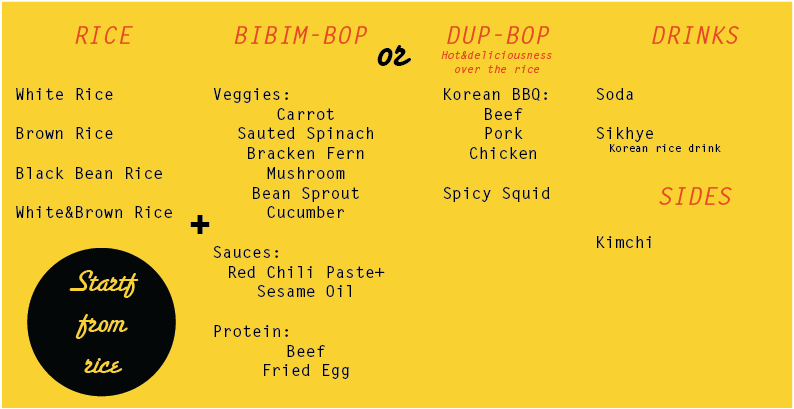 RICE
White Rice
Brown Rice
Black Bean Rice
White&Brown Rice
Startf
from
rice
+
BIBIM-BOP
Veggies:
Carrot
Sauted Spinach
Bracken Fern
Mushroom
Bean Sprout
Cucumber
Sauces:
Red Chili Paste+
Sesame Oil
Protein:
Beef
Fried Egg
or
DUP-BOP
Hot&deliciousness
over the rice
Korean BBQ:
Beef
Pork
Chicken
Spicy Squid
DRINKS
Soda
Sikhye
Korean rice drink
SIDES
Kimchi